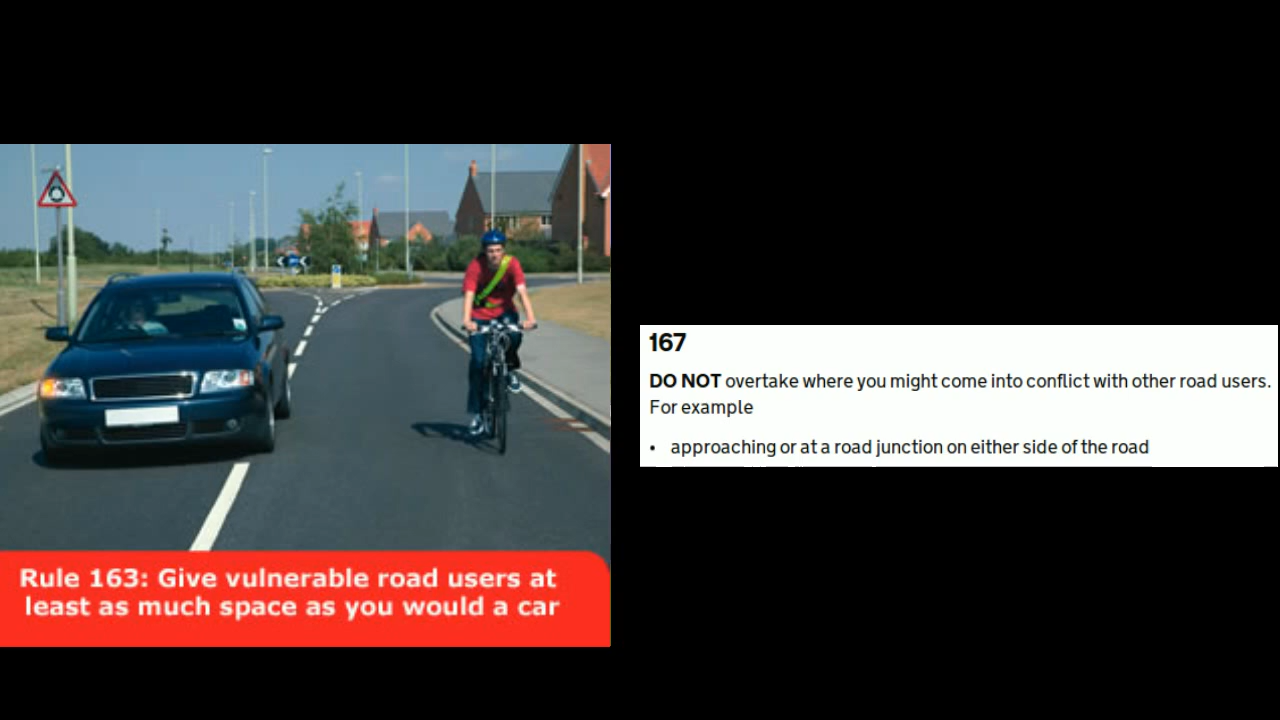 Rule 163: Give vulnerable road users at
least as much space as you would a car
167
DO NOT overtake where you might come into conflict with other road users.
For example
• approaching or at a road junction on either side of the road